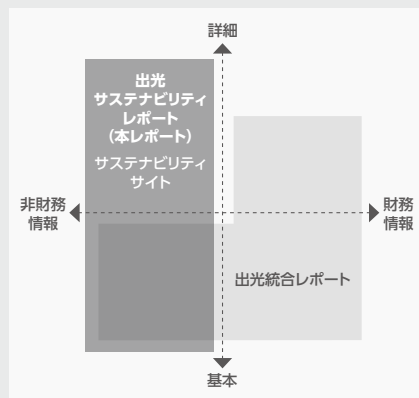 詳細
出光
サステナビリティ
レポート
（本レポート）
サステナビリティ
サイト
非財務
情報
財務
情報
出光統合レポート
基本